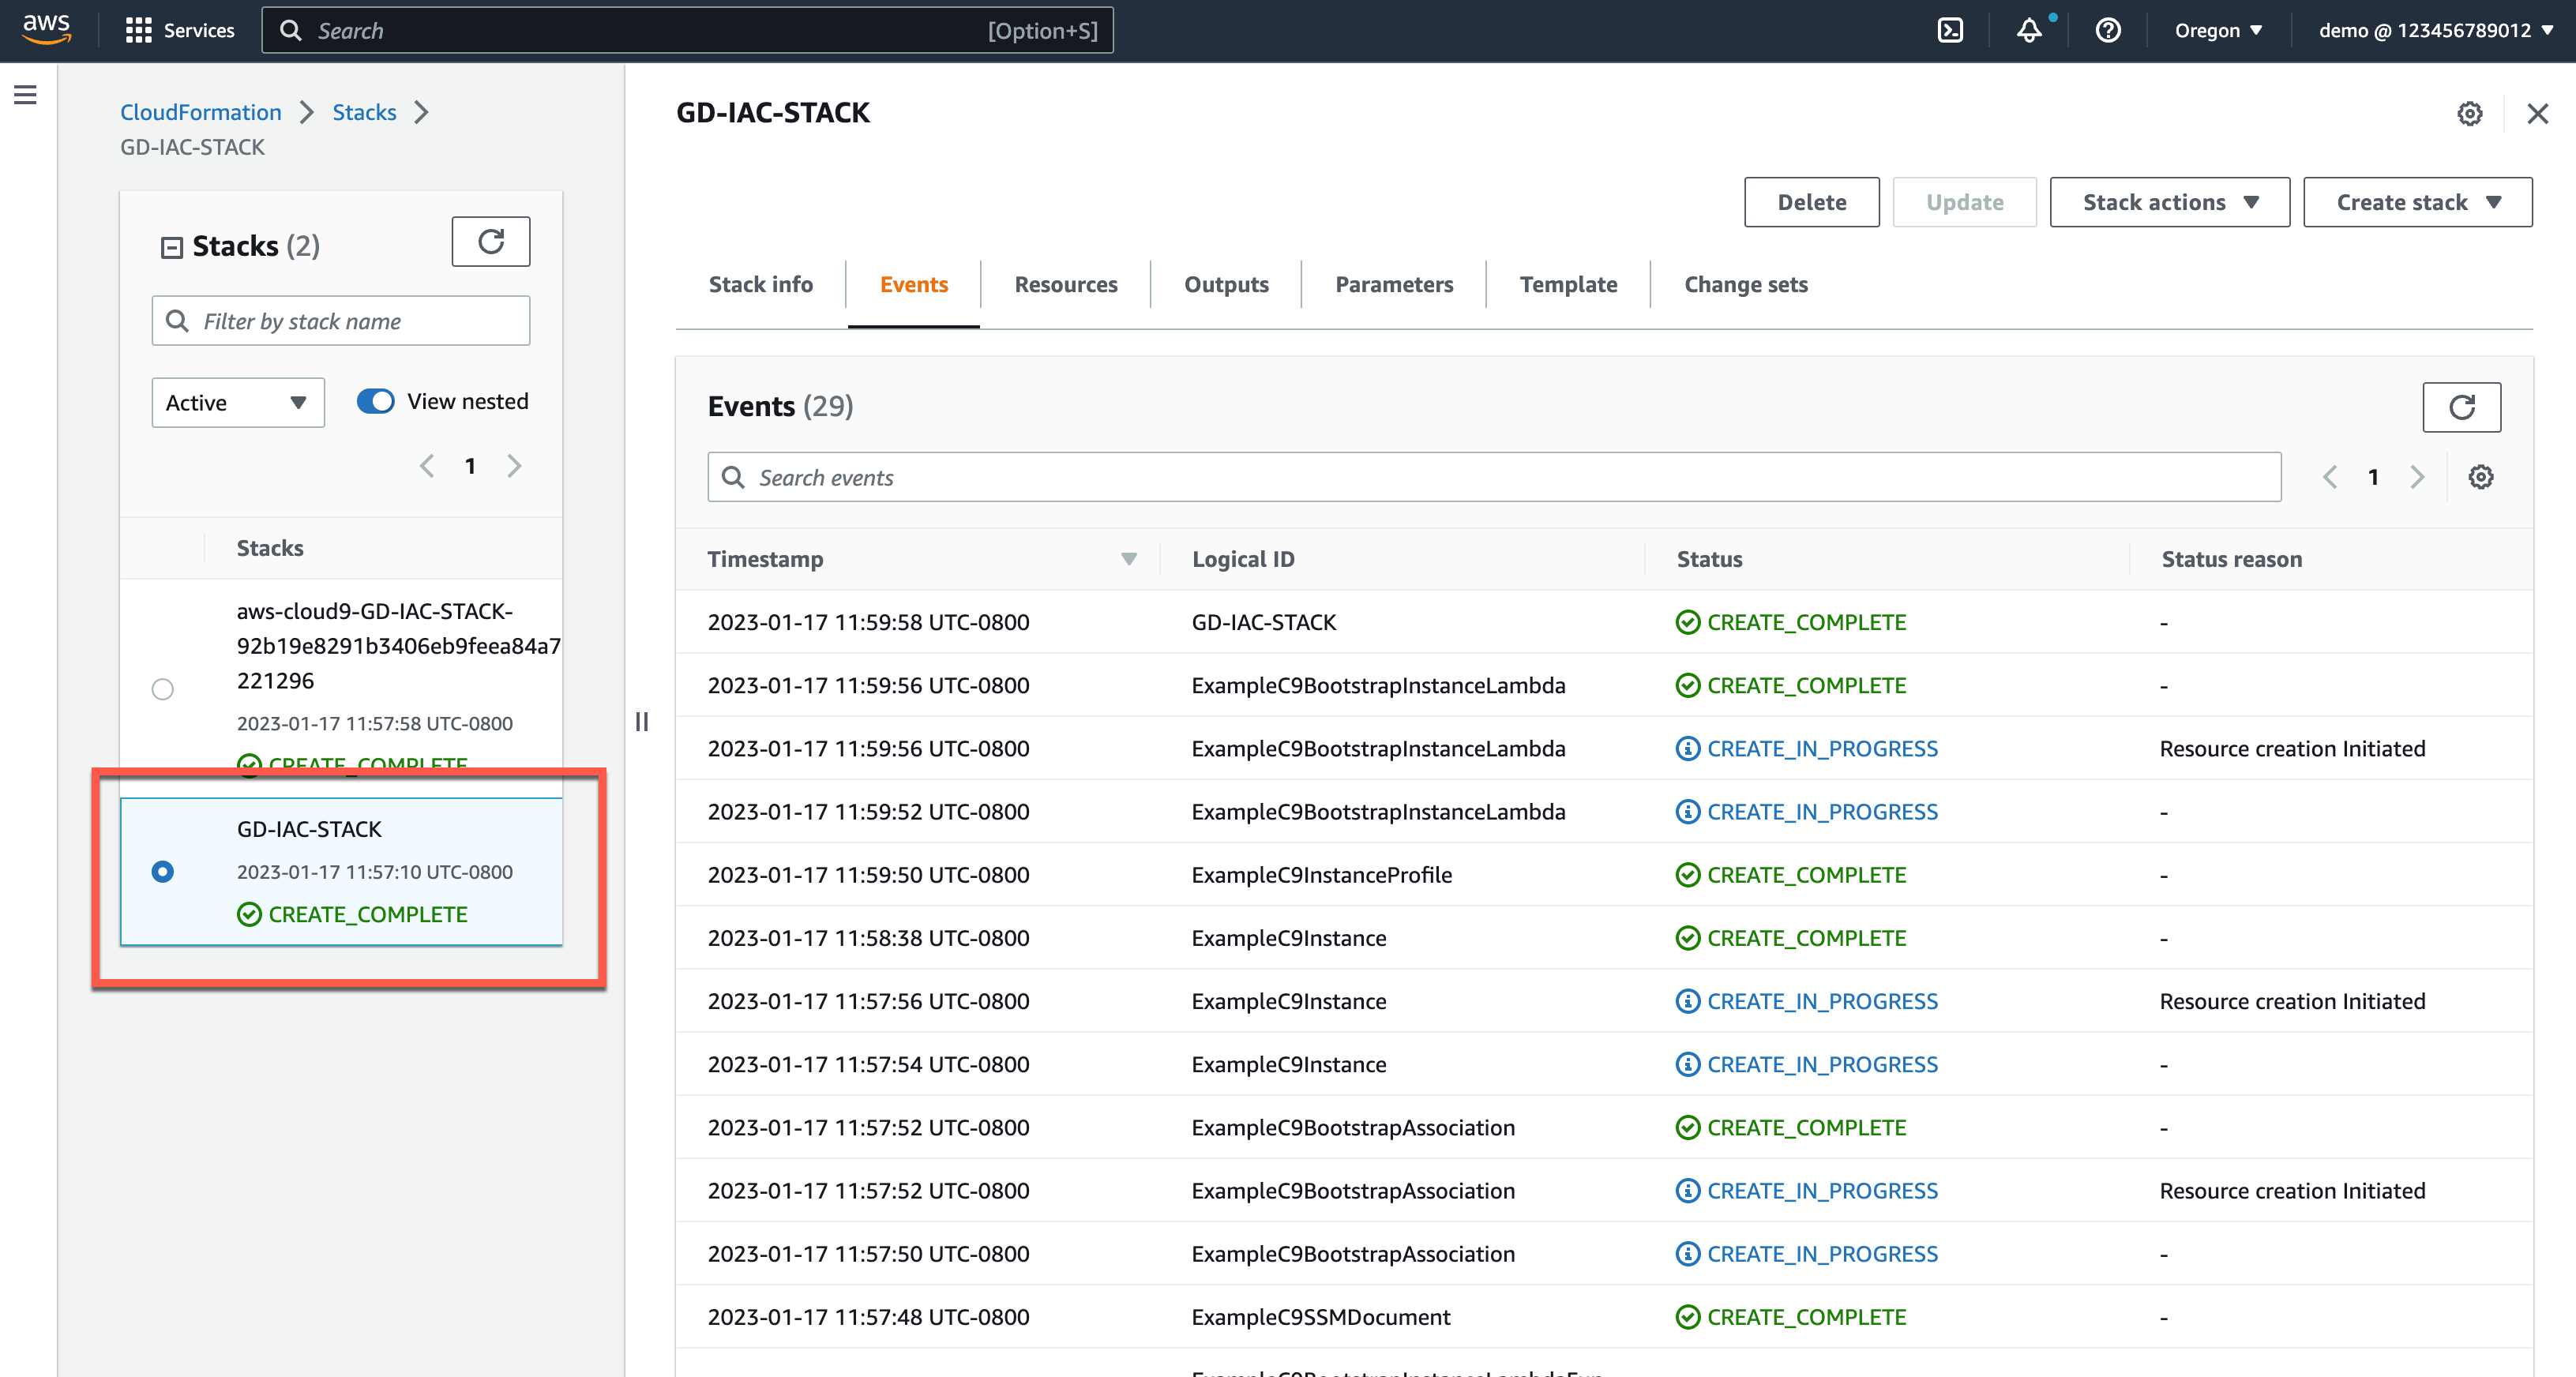 aws
Services
Search
[Option+S]
Oregon
demo @ 123456789012
CloudFormation
Stacks
GD-IAC-STACK
Stacks (2)
Filter by stack name
Active
View nested
1
Stacks
aws-cloud9-GD-IAC-STACK-
92b19e8291b3406eb9feea84a7
221296
2023-01-17 11:57:58 UTC-0800
CREATE_COMPLETE
GD-IAC-STACK
2023-01-17 11:57:10 UTC-0800
CREATE_COMPLETE
GD-IAC-STACK
Delete
Update
Stack actions
Create stack
Stack info
Events
Resources
Outputs
Parameters
Template
Change sets
Events (29)
Search events
1
Timestamp Logical ID Status Status reason
2023-01-17 11:59:58 UTC-0800 GD-IAC-STACK CREATE_COMPLETE -
2023-01-17 11:59:56 UTC-0800 ExampleC9BootstrapInstanceLambda CREATE_COMPLETE -
2023-01-17 11:59:56 UTC-0800 ExampleC9BootstrapInstanceLambda CREATE_IN_PROGRESS Resource creation Initiated
2023-01-17 11:59:52 UTC-0800 ExampleC9BootstrapInstanceLambda CREATE_IN_PROGRESS -
2023-01-17 11:59:50 UTC-0800 ExampleC9InstanceProfile CREATE_COMPLETE -
2023-01-17 11:58:38 UTC-0800 ExampleC9Instance CREATE_COMPLETE -
2023-01-17 11:57:56 UTC-0800 ExampleC9Instance CREATE_IN_PROGRESS Resource creation Initiated
2023-01-17 11:57:54 UTC-0800 ExampleC9Instance CREATE_IN_PROGRESS -
2023-01-17 11:57:52 UTC-0800 ExampleC9BootstrapAssociation CREATE_COMPLETE -
2023-01-17 11:57:52 UTC-0800 ExampleC9BootstrapAssociation CREATE_IN_PROGRESS Resource creation Initiated
2023-01-17 11:57:50 UTC-0800 ExampleC9BootstrapAssociation CREATE_IN_PROGRESS -
2023-01-17 11:57:48 UTC-0800 ExampleC9SSMDocument CREATE_COMPLETE -